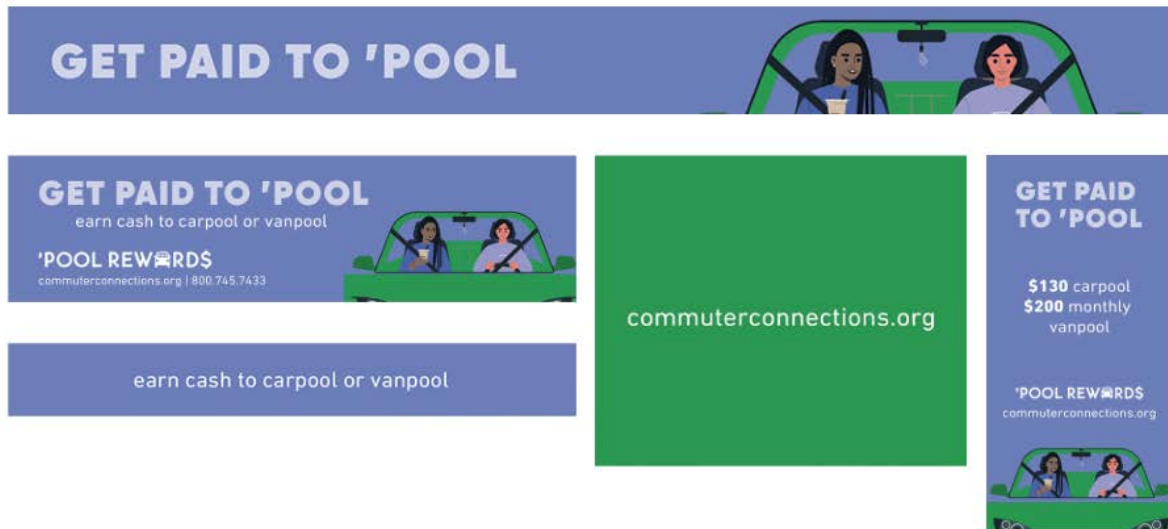 GET PAID TO 'POOL
GET PAID TO 'POOL
earn cash to carpool or vanpool
'POOL REWARD$
commuterconnections.org | 800.745.7433
earn cash to carpool or vanpool
commuterconnections.org
GET PAID
TO 'POOL
$130 carpool
$200 monthly
vanpool
'POOL REWARD$
commuterconnections.org